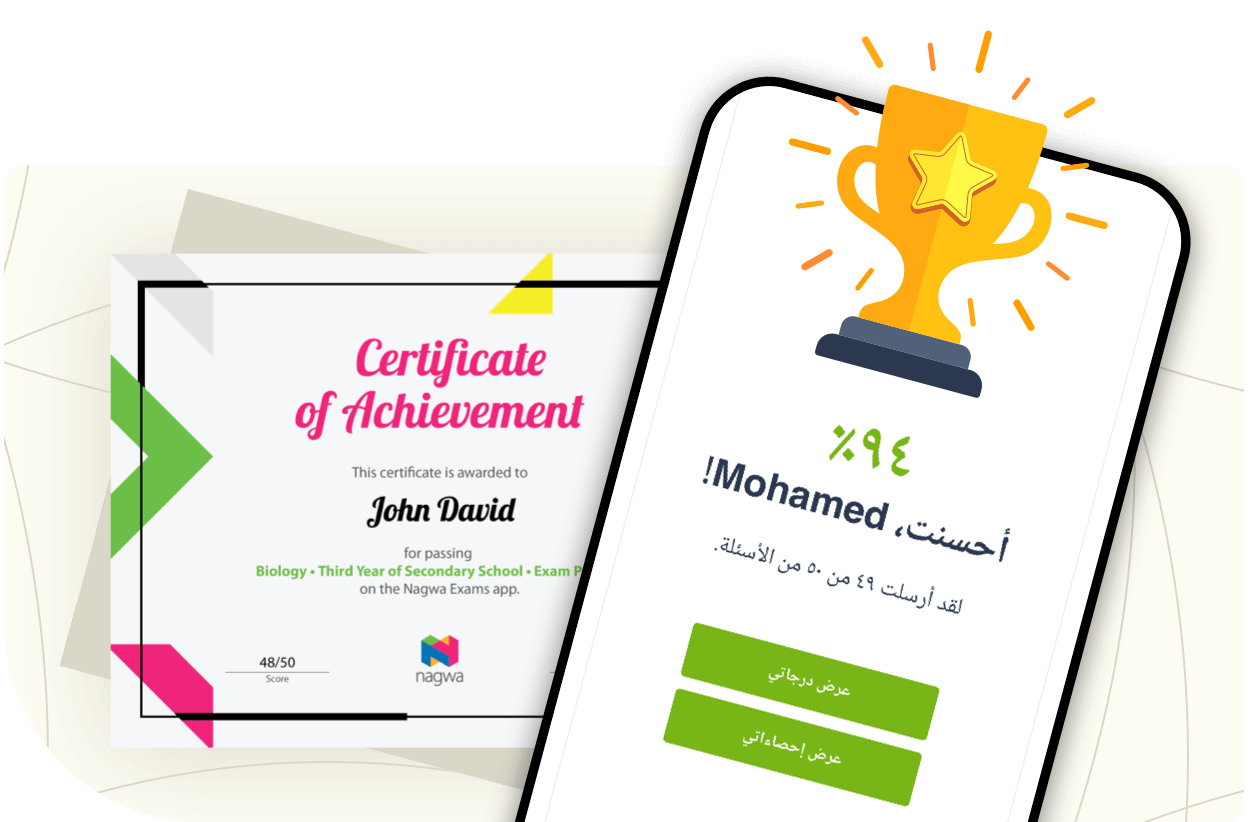 Certificate
of Achievement
This certificate is awarded to
John David
for passing
Biology • Third Year of Secondary School • Exam P
on the Nagwa Exams app.
48/50
Score
nagwa
٩٤٪
أحسنت، Mohamed!
لقد أرسلت ٤٩ من ٥٠ من الأسئلة.
عرض درجاتي
عرض إحصاءاتي